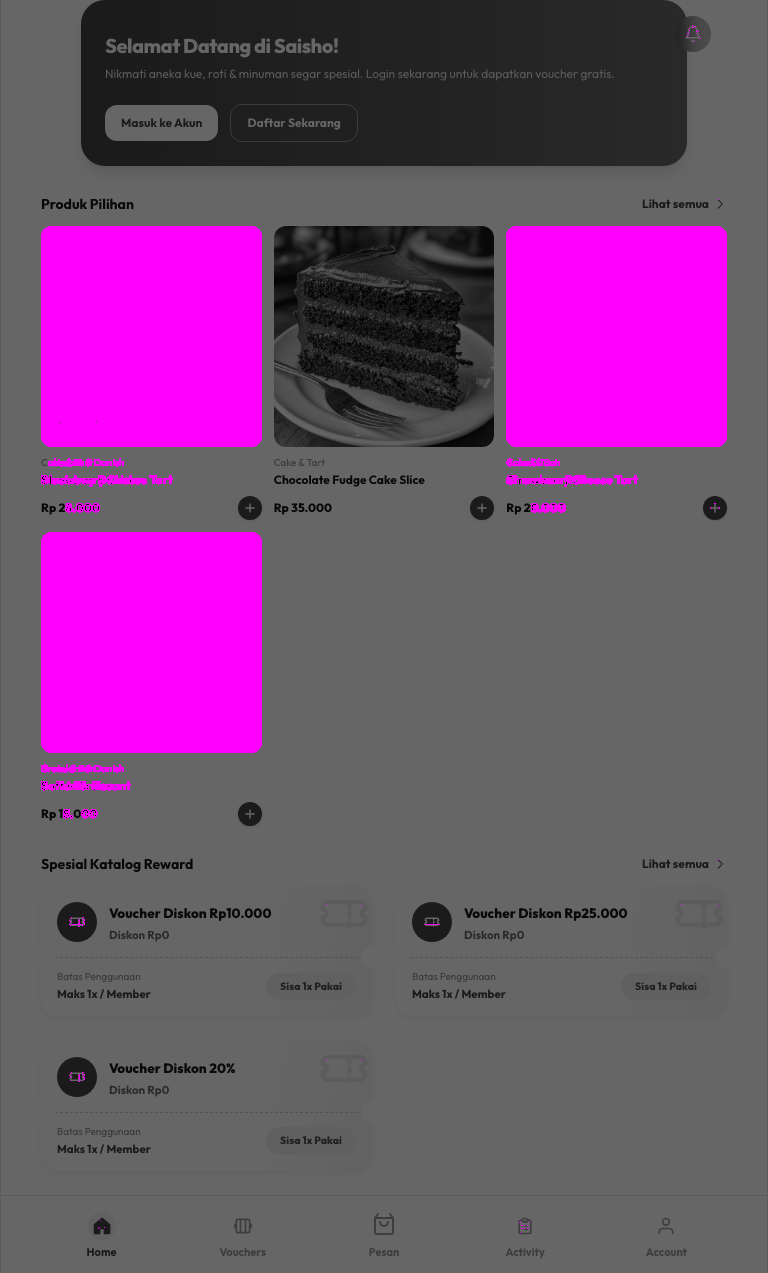 Selamat Datang di Saisho!
Nikmati aneka kue, roti & minuman segar spesial. Login sekarang untuk dapatkan voucher gratis.
Masuk ke Akun
Daftar Sekarang
Produk Pilihan
Lihat semua
Cake & Tart
Chocolate Fudge Cake Slice
Rp
Rp 35.000
Rp
Rp
Spesial Katalog Reward
Lihat semua
Voucher Diskon Rp10.000
Diskon Rp0
Batas Penggunaan
Maks 1x / Member
Sisa 1x Pakai
Voucher Diskon Rp25.000
Diskon Rp0
Batas Penggunaan
Maks 1x / Member
Sisa 1x Pakai
Voucher Diskon 20%
Diskon Rp0
Batas Penggunaan
Maks 1x / Member
Sisa 1x Pakai
Home
Vouchers
Pesan
Activity
Account